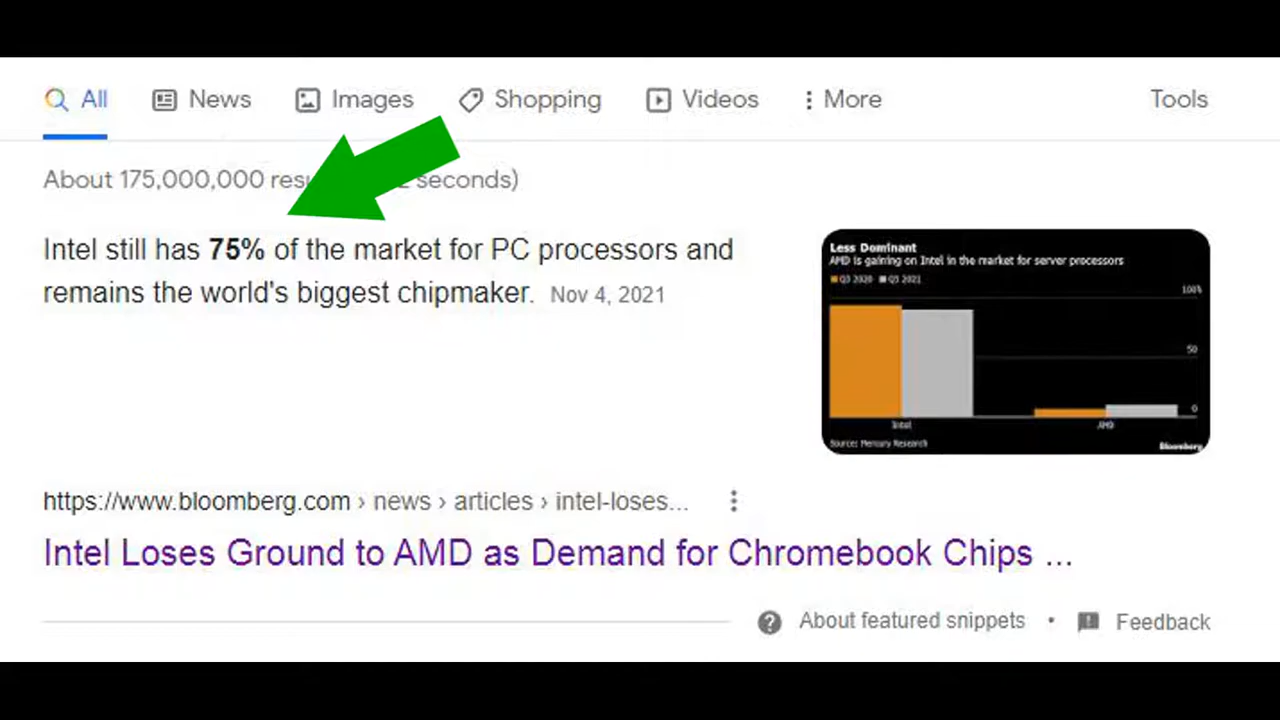 All News Images Shopping Videos More Tools
About 175,000,000 seconds)
Intel still has 75% of the market for PC processors and
remains the world's biggest chipmaker. Nov 4, 2021
Less Dominant
AMD is gaining on Intel in the market for server processors
Q3 2020 Q3 2021
100%
50
0
Intel AMD
Source: Mercury Research
Bloomberg
https://www.bloomberg.com › news › articles › intel-loses...
Intel Loses Ground to AMD as Demand for Chromebook Chips ...
About featured snippets • Feedback